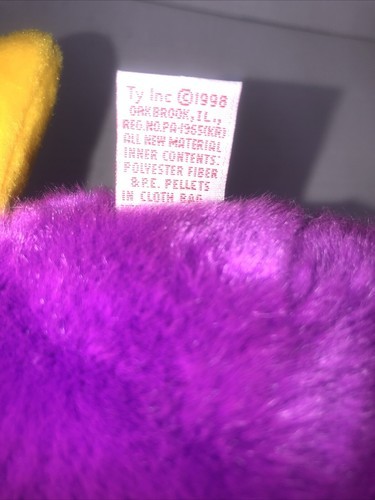 Ty Inc ©1998
OAKBROOK, IL.,
REG.NO.PA-1965(KR)
ALL NEW MATERIAL
INNER CONTENTS:
POLYESTER FIBER
& P.E. PELLETS
IN CLOTH BAG